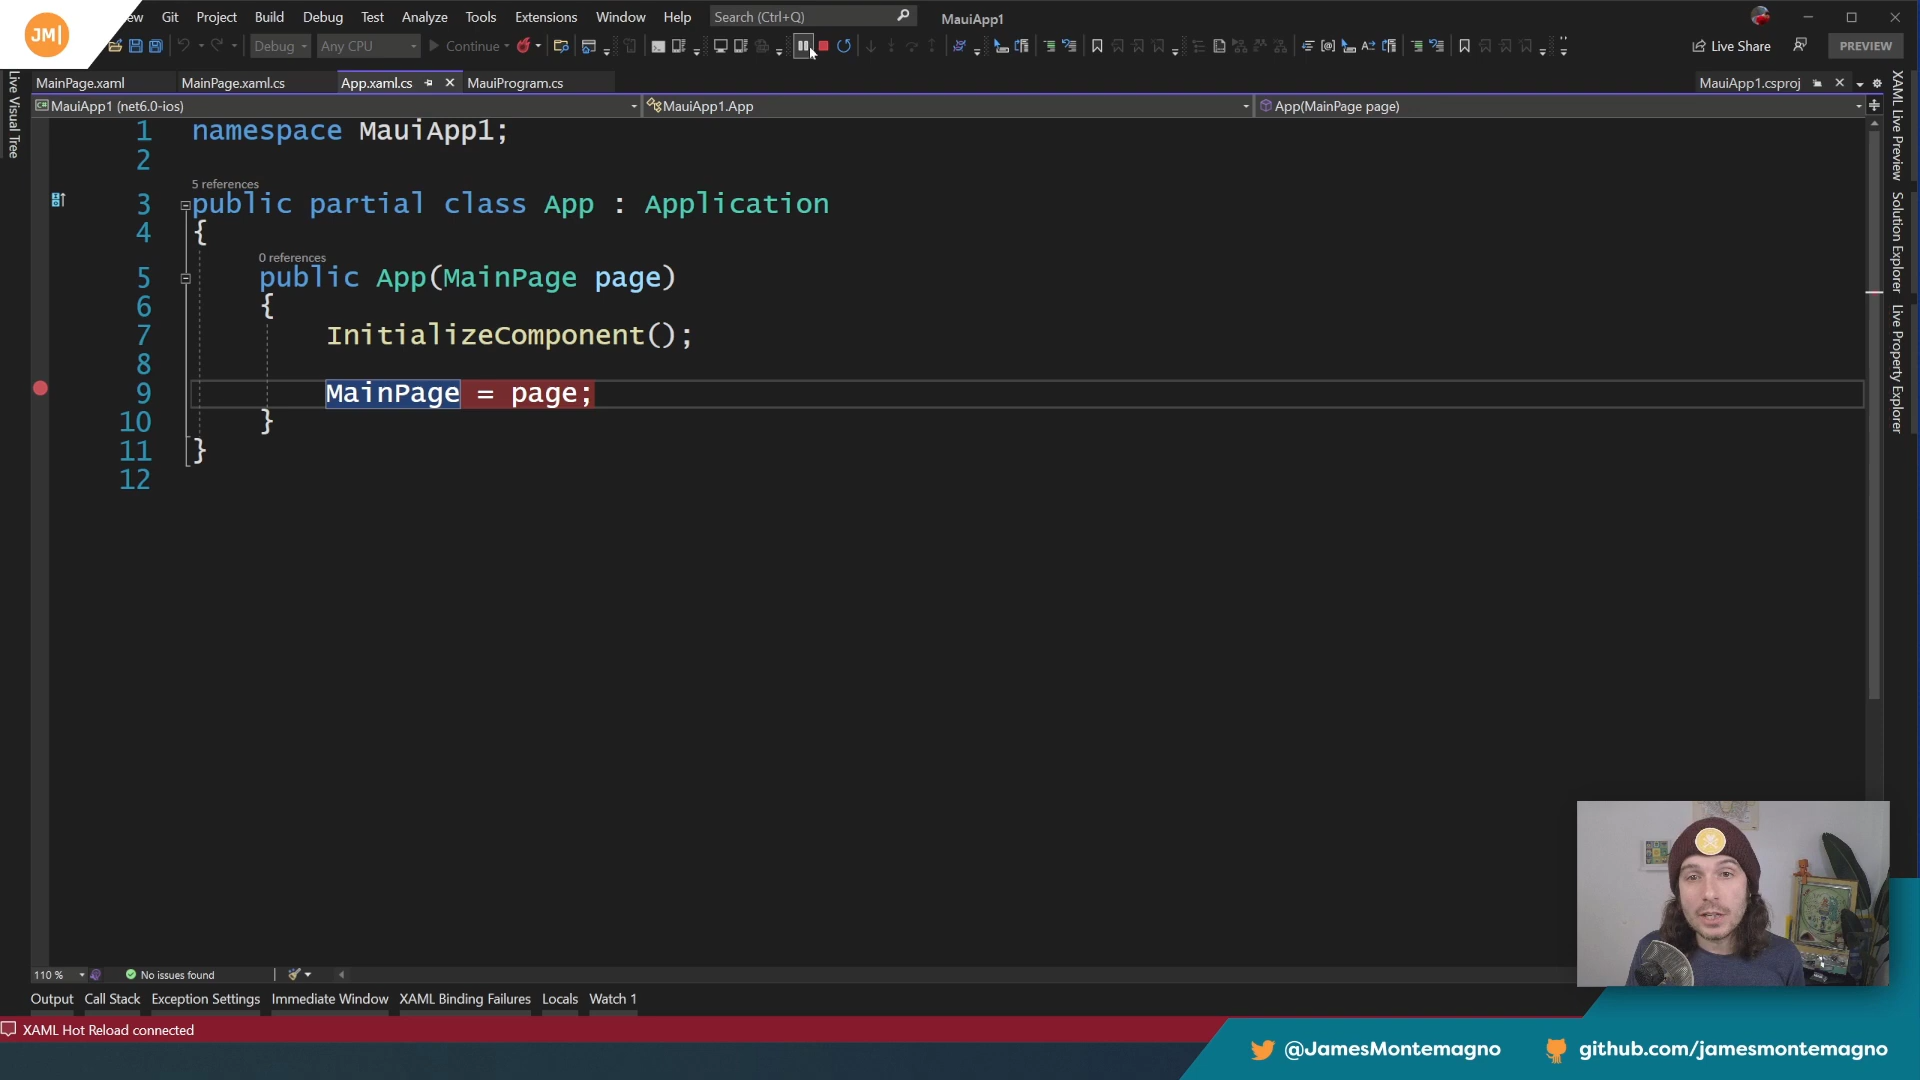 JM|
ew Git Project Build Debug Test Analyze Tools Extensions Window Help Search (Ctrl+Q) MauiApp1
Debug Any CPU Continue Live Share PREVIEW
MainPage.xaml MainPage.xaml.cs App.xaml.cs MauiProgram.cs MauiApp1.csproj
MauiApp1 (net6.0-ios) MauiApp1.App App(MainPage page)
Live Visual Tree
1 namespace MauiApp1;
2
5 references
3 public partial class App : Application
4 {
0 references
5 public App(MainPage page)
6 {
7 InitializeComponent();
8
9 MainPage = page;
10 }
11 }
12
XAML Live Preview
Solution Explorer
Live Property Explorer
110 % No issues found
Output Call Stack Exception Settings Immediate Window XAML Binding Failures Locals Watch 1
XAML Hot Reload connected
@JamesMontemagno github.com/jamesmontemagno